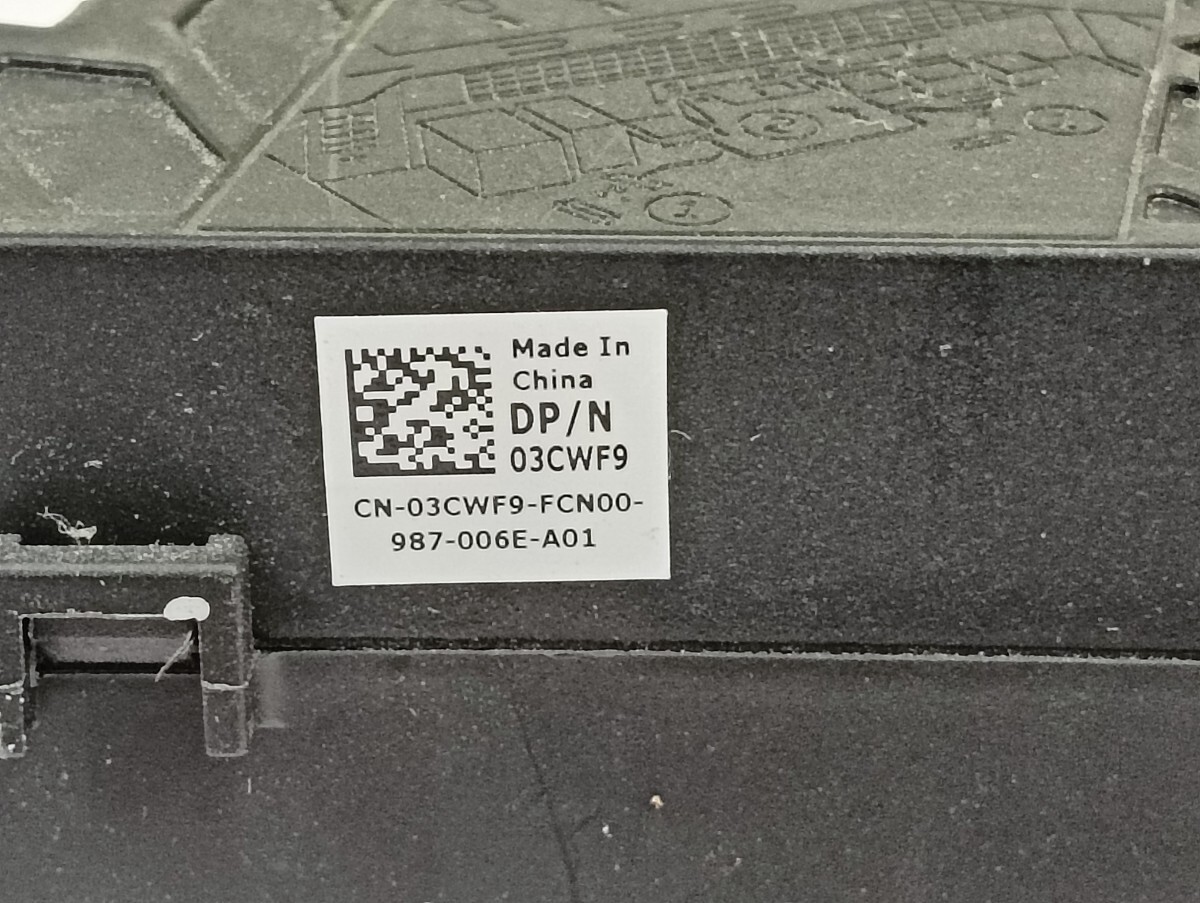 Made In
China
DP/N
03CWF9
CN-03CWF9-FCN00-
987-006E-A01